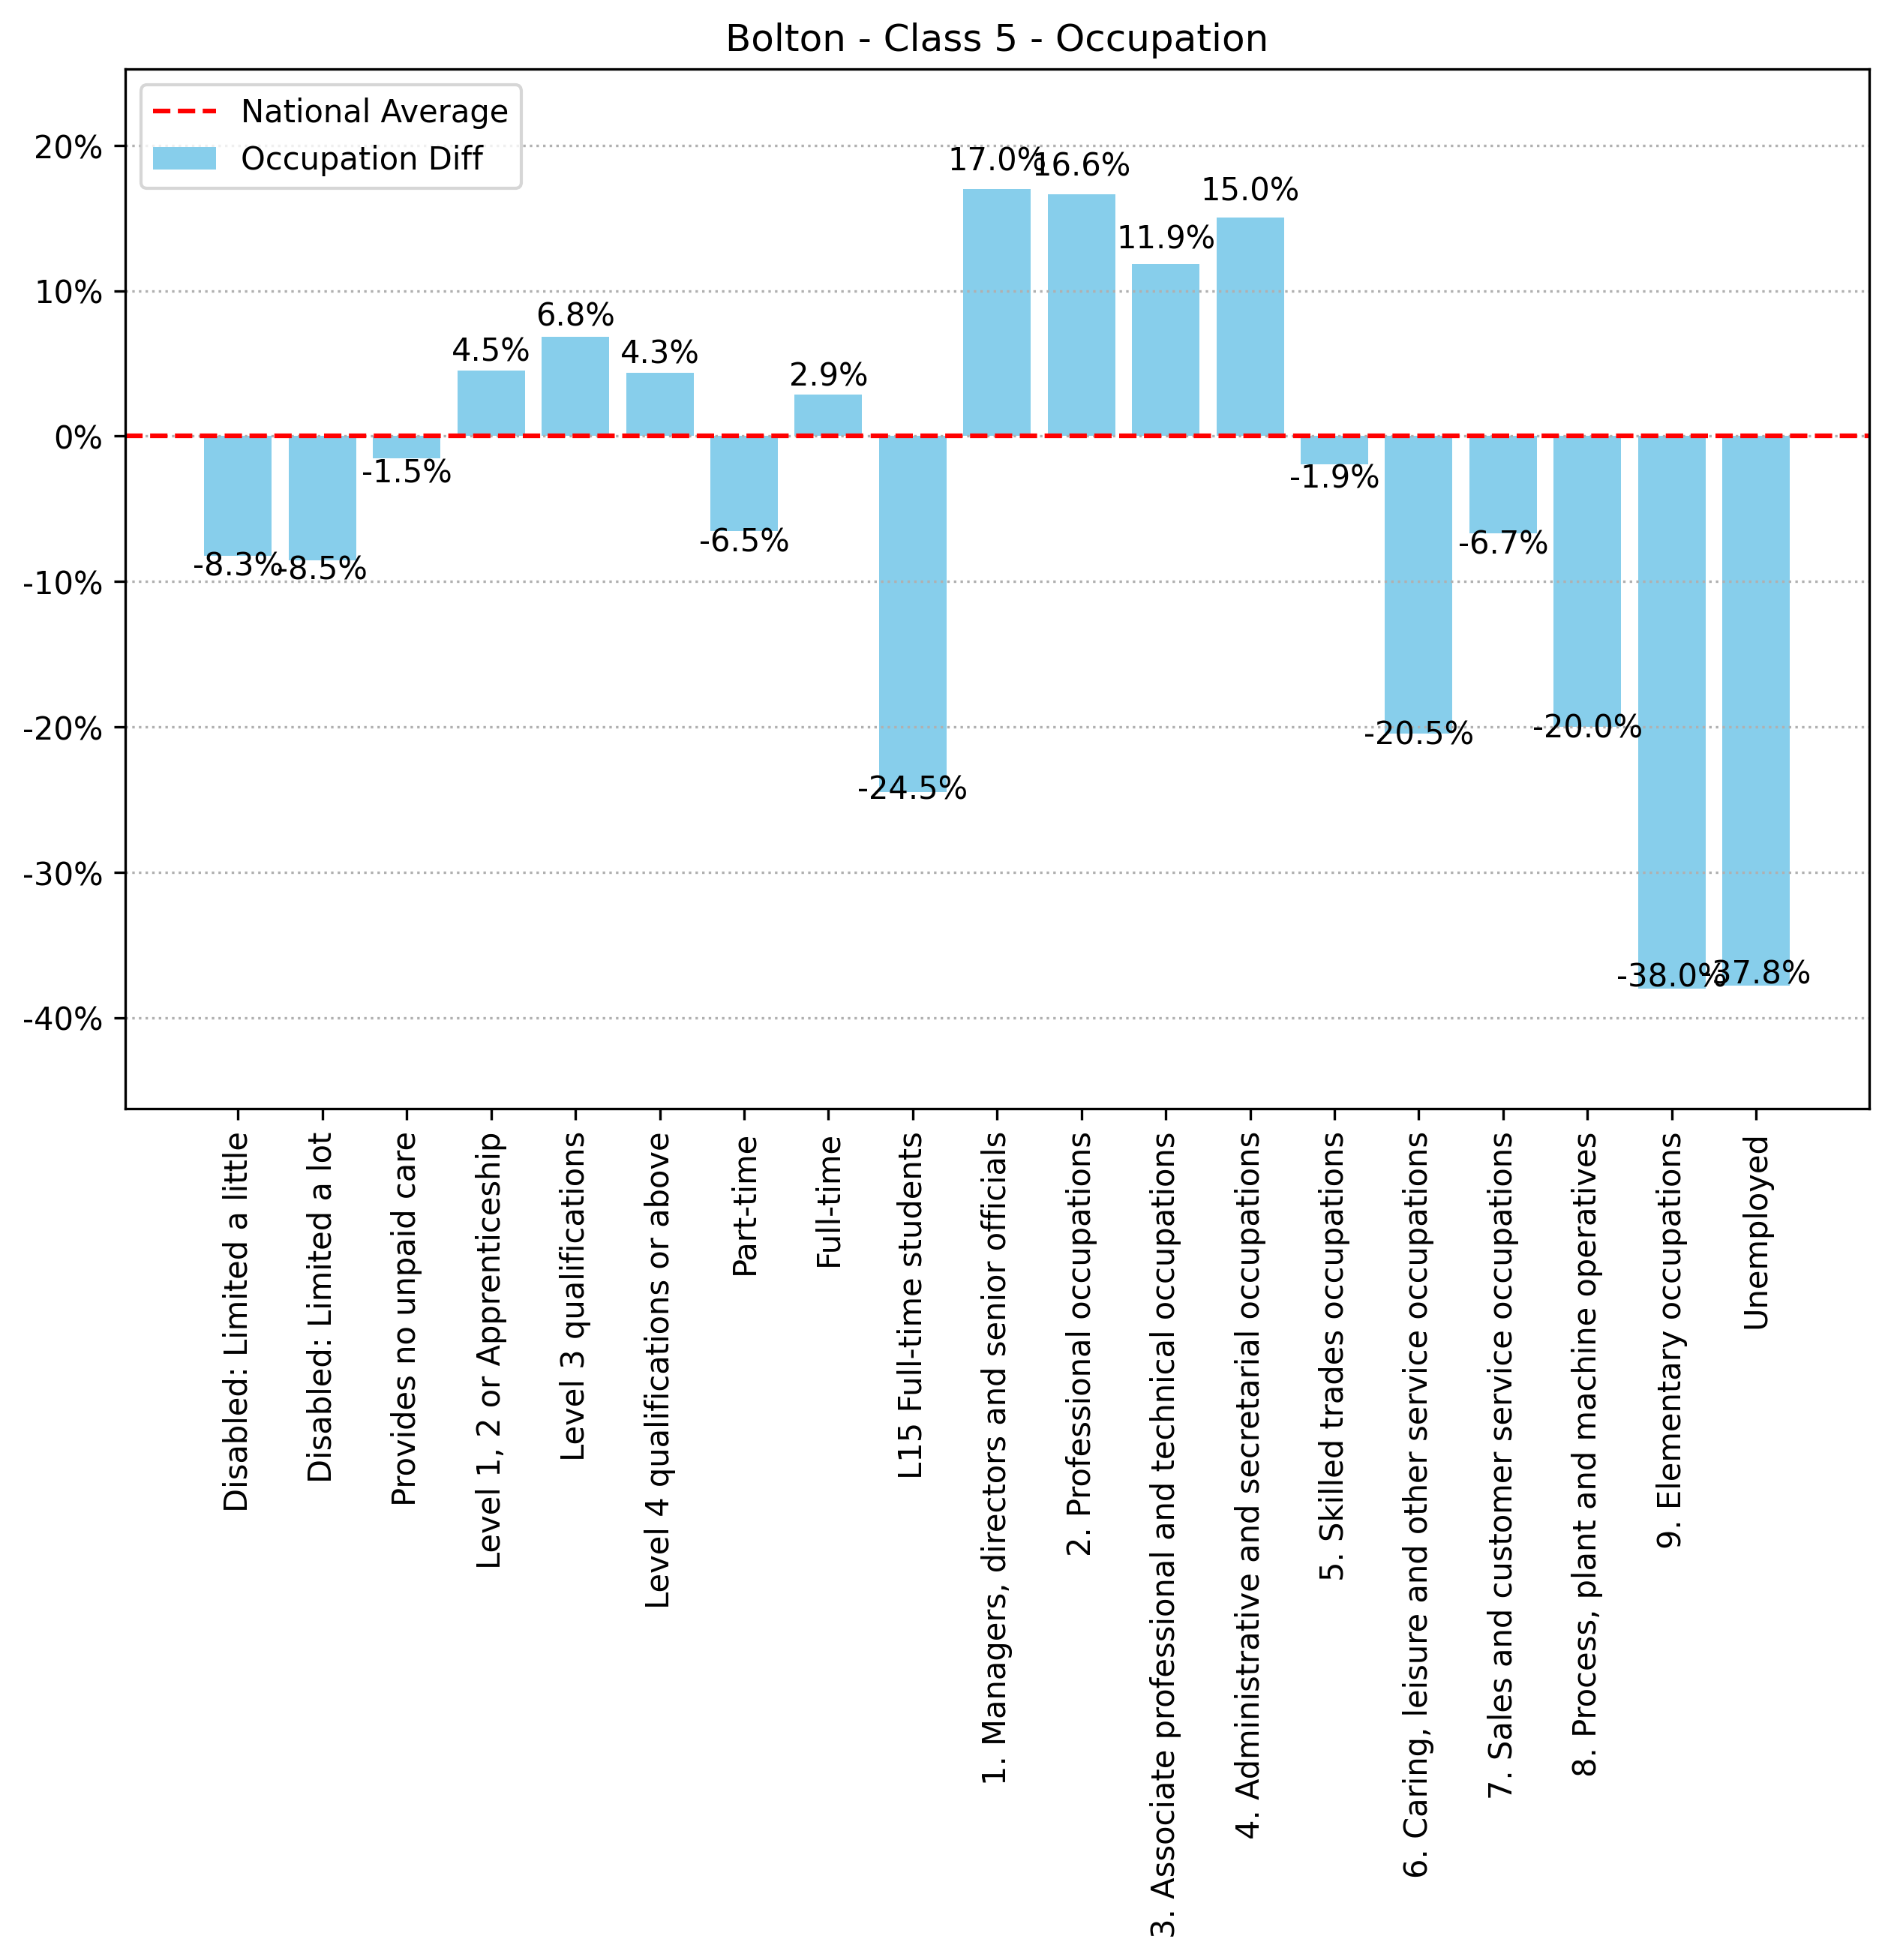 Bolton - Class 5 - Occupation
National Average
Occupation Diff
20%
10%
0%
-10%
-20%
-30%
-40%
-8.3%
-8.5%
-1.5%
4.5%
6.8%
4.3%
-6.5%
2.9%
-24.5%
17.0%
16.6%
11.9%
15.0%
-1.9%
-20.5%
-6.7%
-20.0%
-38.0%
-37.8%
Disabled: Limited a little
Disabled: Limited a lot
Provides no unpaid care
Level 1, 2 or Apprenticeship
Level 3 qualifications
Level 4 qualifications or above
Part-time
Full-time
L15 Full-time students
1. Managers, directors and senior officials
2. Professional occupations
3. Associate professional and technical occupations
4. Administrative and secretarial occupations
5. Skilled trades occupations
6. Caring, leisure and other service occupations
7. Sales and customer service occupations
8. Process, plant and machine operatives
9. Elementary occupations
Unemployed